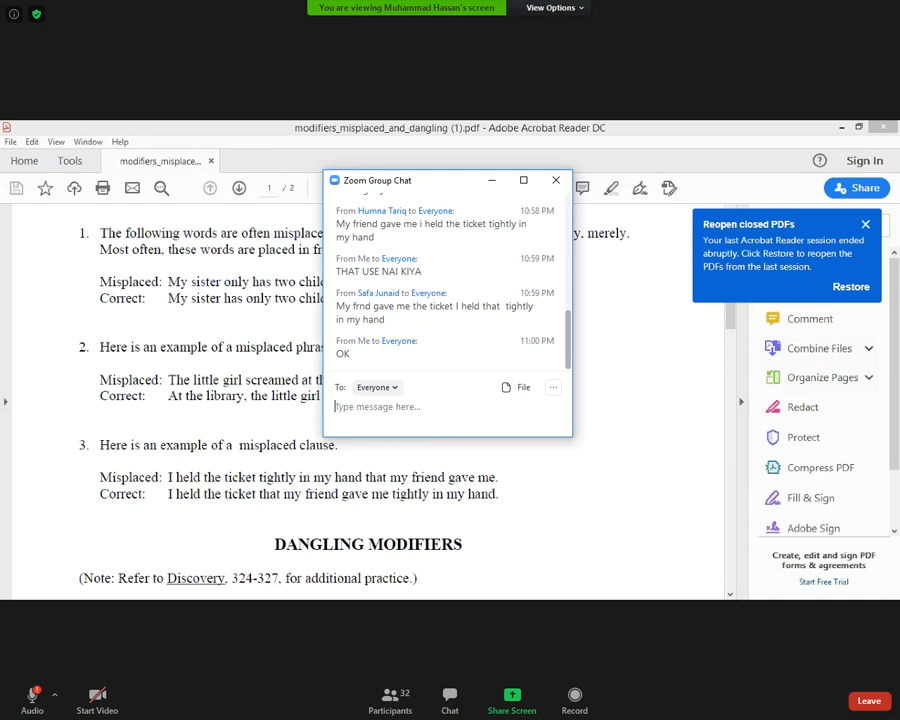 You are viewing Muhammad Hassan's screen
View Options
modifiers_misplaced_and_dangling (1).pdf - Adobe Acrobat Reader DC
File Edit View Window Help
Home Tools modifiers_misplace... ×
Sign In
1 / 2
Share
Zoom Group Chat
From Humna Tariq to Everyone: 10:58 PM
My friend gave me i held the ticket tightly in
my hand
From Me to Everyone: 10:59 PM
THAT USE NAI KIYA
From Safa Junaid to Everyone: 10:59 PM
My frnd gave me the ticket I held that tightly
in my hand
From Me to Everyone: 11:00 PM
OK
To: Everyone File ...
Type message here...
1. The following words are often misplac
y, merely.
Most often, these words are placed in fr
Misplaced: My sister only has two chil
Correct: My sister has only two chil
2. Here is an example of a misplaced phra
Misplaced: The little girl screamed at th
Correct: At the library, the little girl
3. Here is an example of a misplaced clause.
Misplaced: I held the ticket tightly in my hand that my friend gave me.
Correct: I held the ticket that my friend gave me tightly in my hand.
DANGLING MODIFIERS
(Note: Refer to Discovery, 324-327, for additional practice.)
Reopen closed PDFs
Your last Acrobat Reader session ended
abruptly. Click Restore to reopen the
PDFs from the last session.
Restore
Comment
Combine Files
Organize Pages
Redact
Protect
Compress PDF
Fill & Sign
Adobe Sign
Create, edit and sign PDF
forms & agreements
Start Free Trial
Audio
Start Video
32
Participants
Chat
Share Screen
Record
Leave